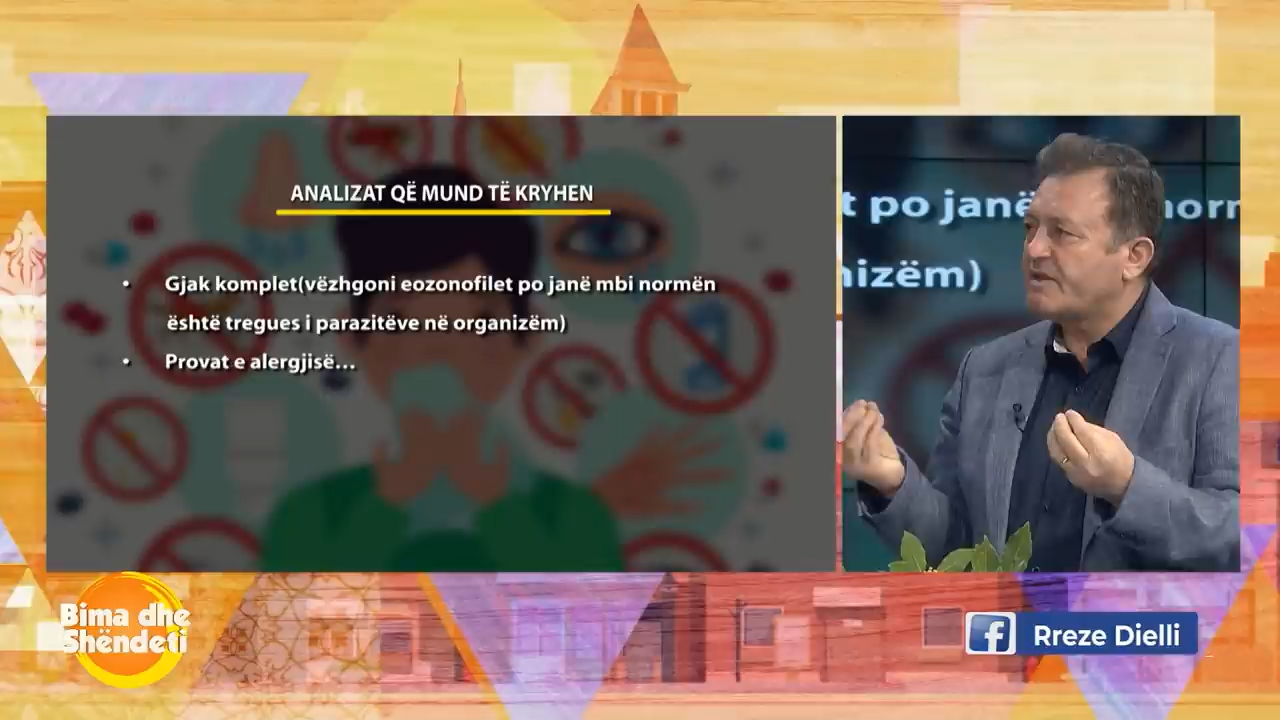 ANALIZAT QË MUND TË KRYHEN
• Gjak komplet(vëzhgoni eozonofilet po janë mbi normën
është tregues i parazitëve në organizëm)
• Provat e alergjisë...
t po janë norr
nizëm)
Bima dhe
Shëndeti
Rreze Dielli